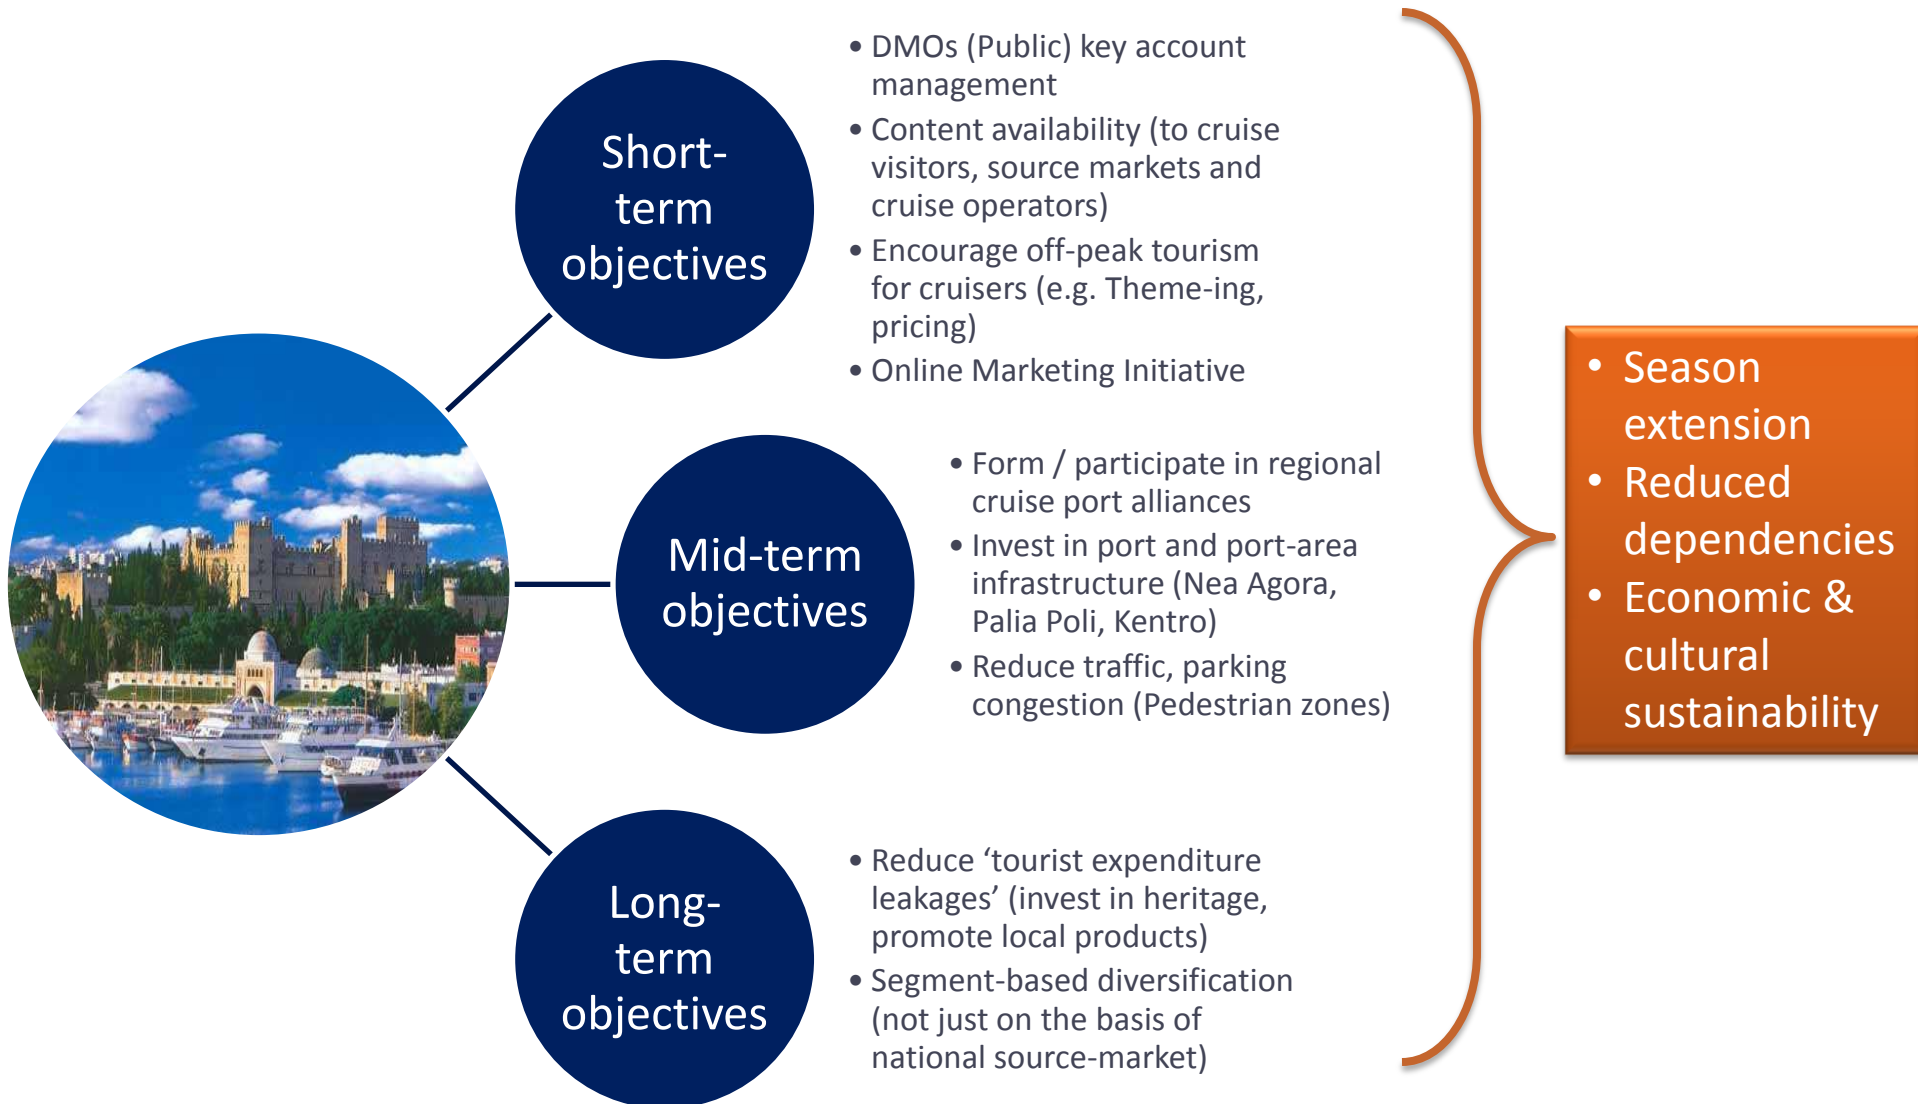 Short-
term
objectives
• DMOs (Public) key account
management
• Content availability (to cruise
visitors, source markets and
cruise operators)
• Encourage off-peak tourism
for cruisers (e.g. Theme-ing,
pricing)
• Online Marketing Initiative
Mid-term
objectives
• Form / participate in regional
cruise port alliances
• Invest in port and port-area
infrastructure (Nea Agora,
Palia Poli, Kentro)
• Reduce traffic, parking
congestion (Pedestrian zones)
Long-
term
objectives
• Reduce ‘tourist expenditure
leakages’ (invest in heritage,
promote local products)
• Segment-based diversification
(not just on the basis of
national source-market)
• Season
extension
• Reduced
dependencies
• Economic &
cultural
sustainability